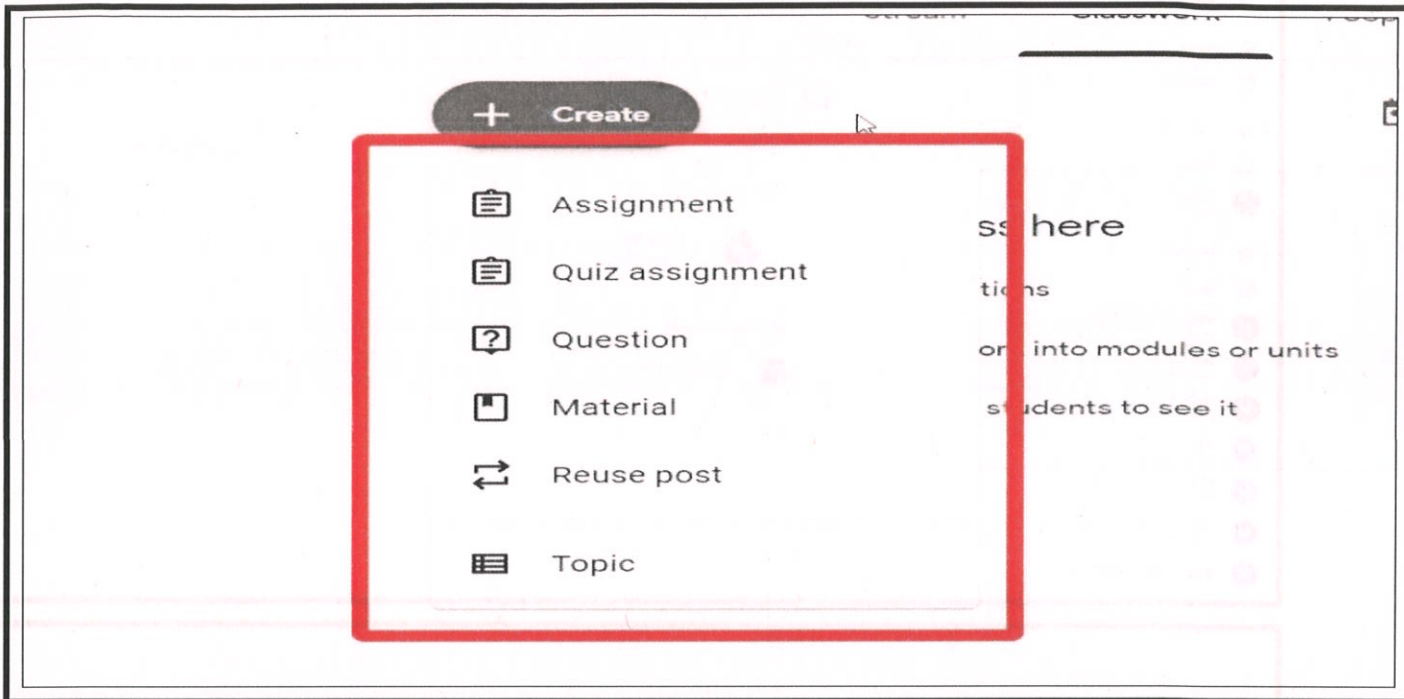 Classwork
+ Create
Assignment
Quiz assignment
ss here
tions
Question
into modules or units
Material
students to see it
Reuse post
Topic